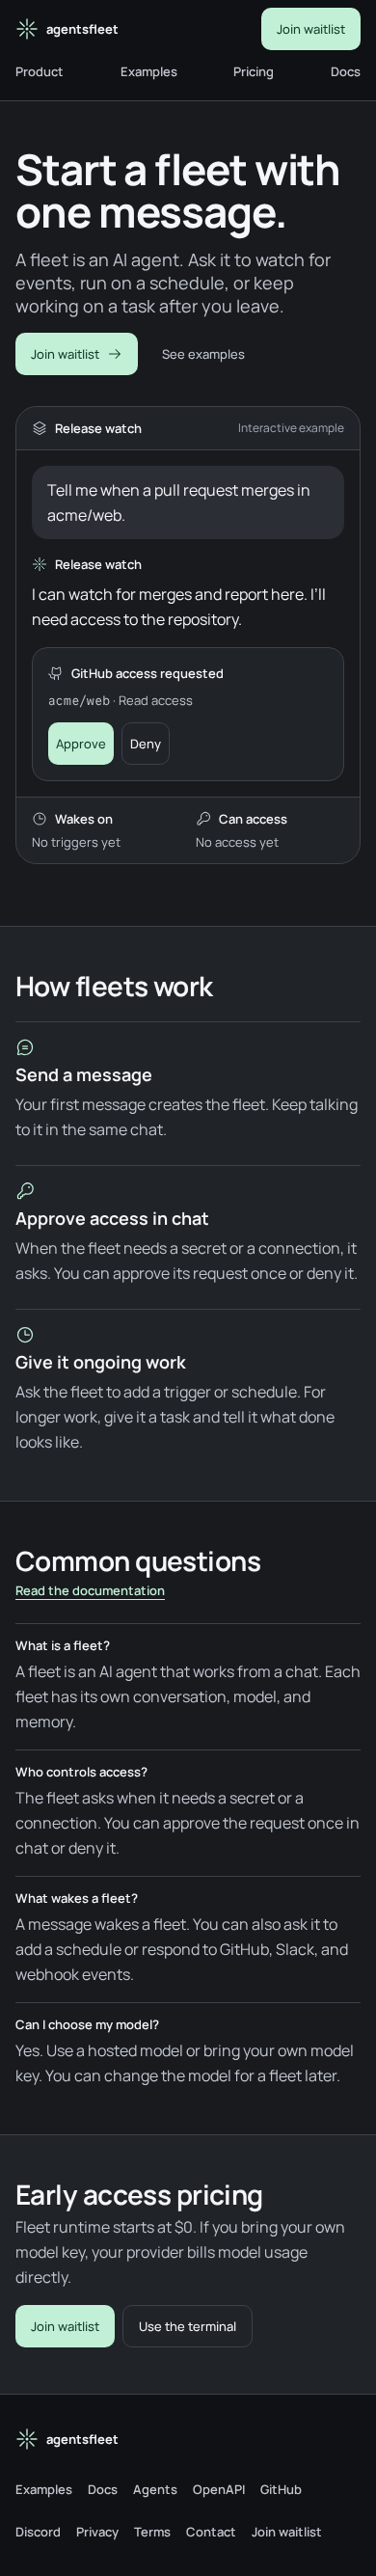 agentsfleet
Join waitlist
Product Examples Pricing Docs
Start a fleet with
one message.
A fleet is an AI agent. Ask it to watch for
events, run on a schedule, or keep
working on a task after you leave.
Join waitlist → See examples
Release watch Interactive example
Tell me when a pull request merges in
acme/web.
Release watch
I can watch for merges and report here. I’ll
need access to the repository.
GitHub access requested
acme/web · Read access
Approve Deny
Wakes on Can access
No triggers yet No access yet
How fleets work
Send a message
Your first message creates the fleet. Keep talking
to it in the same chat.
Approve access in chat
When the fleet needs a secret or a connection, it
asks. You can approve its request once or deny it.
Give it ongoing work
Ask the fleet to add a trigger or schedule. For
longer work, give it a task and tell it what done
looks like.
Common questions
Read the documentation
What is a fleet?
A fleet is an AI agent that works from a chat. Each
fleet has its own conversation, model, and
memory.
Who controls access?
The fleet asks when it needs a secret or a
connection. You can approve the request once in
chat or deny it.
What wakes a fleet?
A message wakes a fleet. You can also ask it to
add a schedule or respond to GitHub, Slack, and
webhook events.
Can I choose my model?
Yes. Use a hosted model or bring your own model
key. You can change the model for a fleet later.
Early access pricing
Fleet runtime starts at $0. If you bring your own
model key, your provider bills model usage
directly.
Join waitlist Use the terminal
agentsfleet
Examples Docs Agents OpenAPI GitHub
Discord Privacy Terms Contact Join waitlist